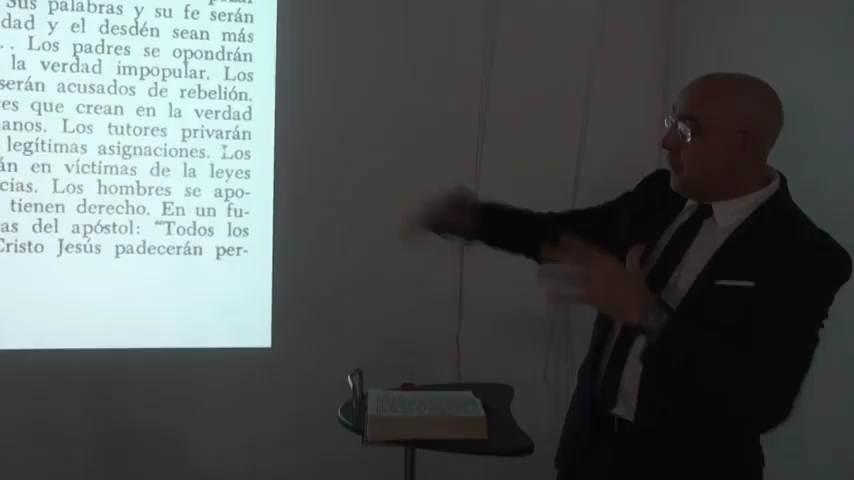 Sus palabras y su fe serán
dad y el desdén sean más
. . Los padres se opondrán
la verdad impopular. Los
serán acusados de rebelión.
res que crean en la verdad
anos. Los tutores privarán
legítimas asignaciones. Los
án en víctimas de la leyes
cias. Los hombres se apo-
tienen derecho. En un fu-
as del apóstol: “Todos los
Cristo Jesús padecerán per-